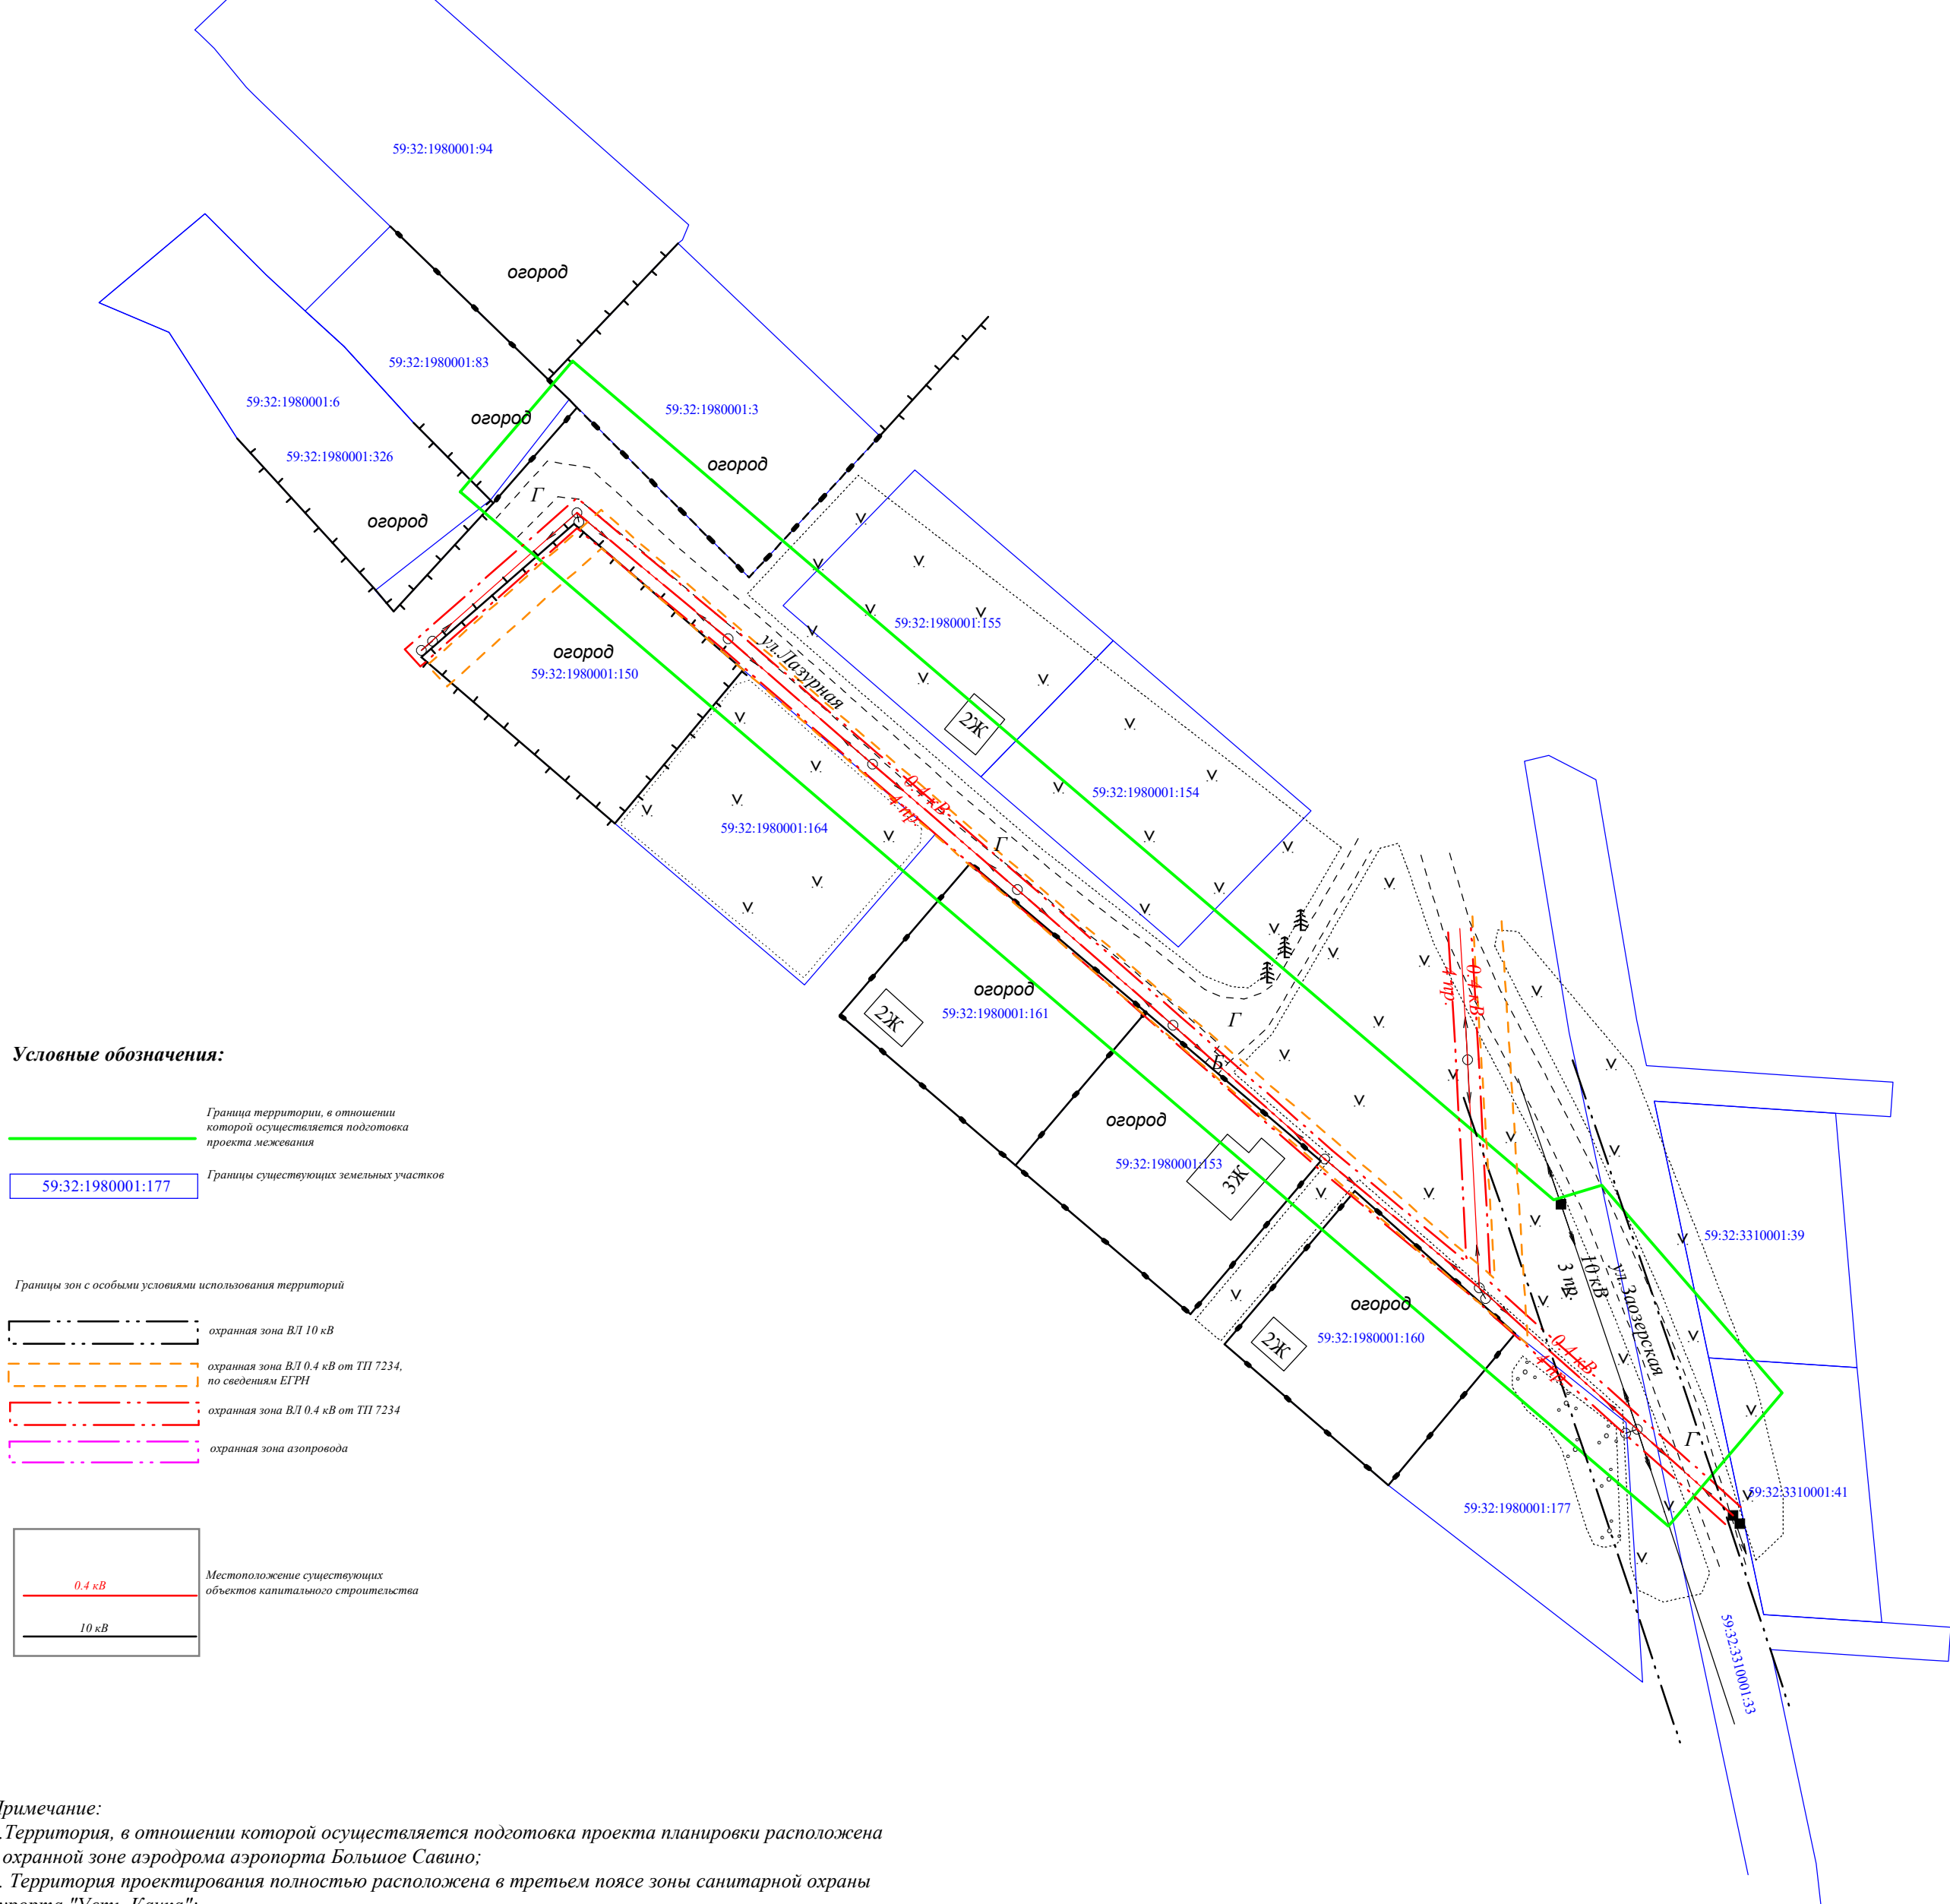 59:32:1980001:94
огород
59:32:1980001:83
59:32:1980001:6
огород
59:32:1980001:3
59:32:1980001:326
огород
огород
Г
огород
59:32:1980001:150
ул.Лазурная
59:32:1980001:155
2Ж
59:32:1980001:154
0.4 кВ
4 пр.
59:32:1980001:164
Г
огород
59:32:1980001:161
2Ж
Г
Б
0.4 кВ
4 пр.
огород
59:32:1980001:153
3Ж
59:32:3310001:39
10 кВ
3 пр.
ул.Заозерская
огород
59:32:1980001:160
2Ж
0.4 кВ
4 пр.
Г
59:32:3310001:41
59:32:1980001:177
59:32:3310001:33
Условные обозначения:
Граница территории, в отношении
которой осуществляется подготовка
проекта межевания
59:32:1980001:177
Границы существующих земельных участков
Границы зон с особыми условиями использования территорий
охранная зона ВЛ 10 кВ
охранная зона ВЛ 0.4 кВ от ТП 7234,
по сведениям ЕГРН
охранная зона ВЛ 0.4 кВ от ТП 7234
охранная зона азопровода
0.4 кВ
10 кВ
Местоположение существующих
объектов капитального строительства
Примечание:
.Территория, в отношении которой осуществляется подготовка проекта планировки расположена
охранной зоне аэродрома аэропорта Большое Савино;
. Территория проектирования полностью расположена в третьем поясе зоны санитарной охраны